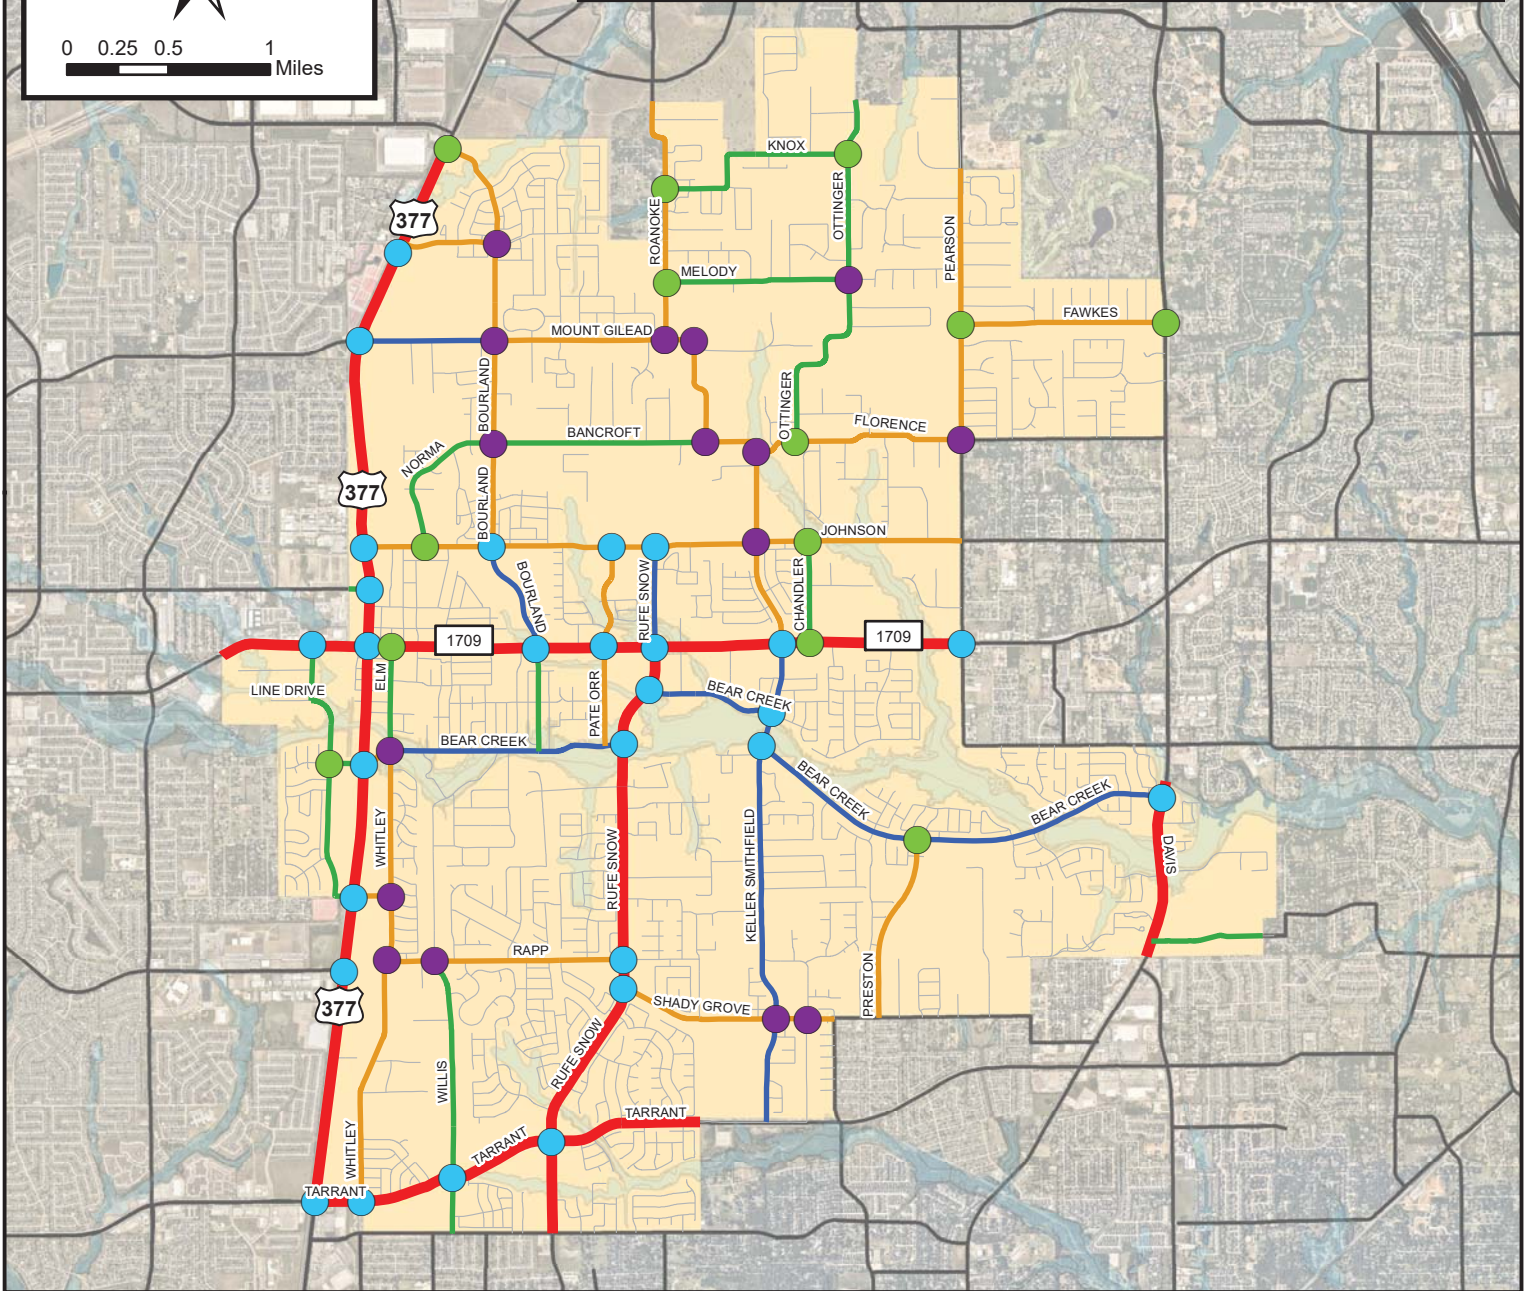 0 0.25 0.5 1
Miles
KNOX
377
ROANOKE
OTTINGER
PEARSON
MELODY
FAWKES
MOUNT GILEAD
BOURLAND
OTTINGER
FLORENCE
BANCROFT
NORMA
377
BOURLAND
JOHNSON
BOURLAND
RUFE SNOW
CHANDLER
1709
1709
ELM
LINE DRIVE
PATE ORR
BEAR CREEK
BEAR CREEK
BEAR CREEK
BEAR CREEK
WHITLEY
RUFE SNOW
KELLER SMITHFIELD
DAVIS
RAPP
PRESTON
377
SHADY GROVE
RUFE SNOW
WILLIS
TARRANT
TARRANT
WHITLEY
TARRANT